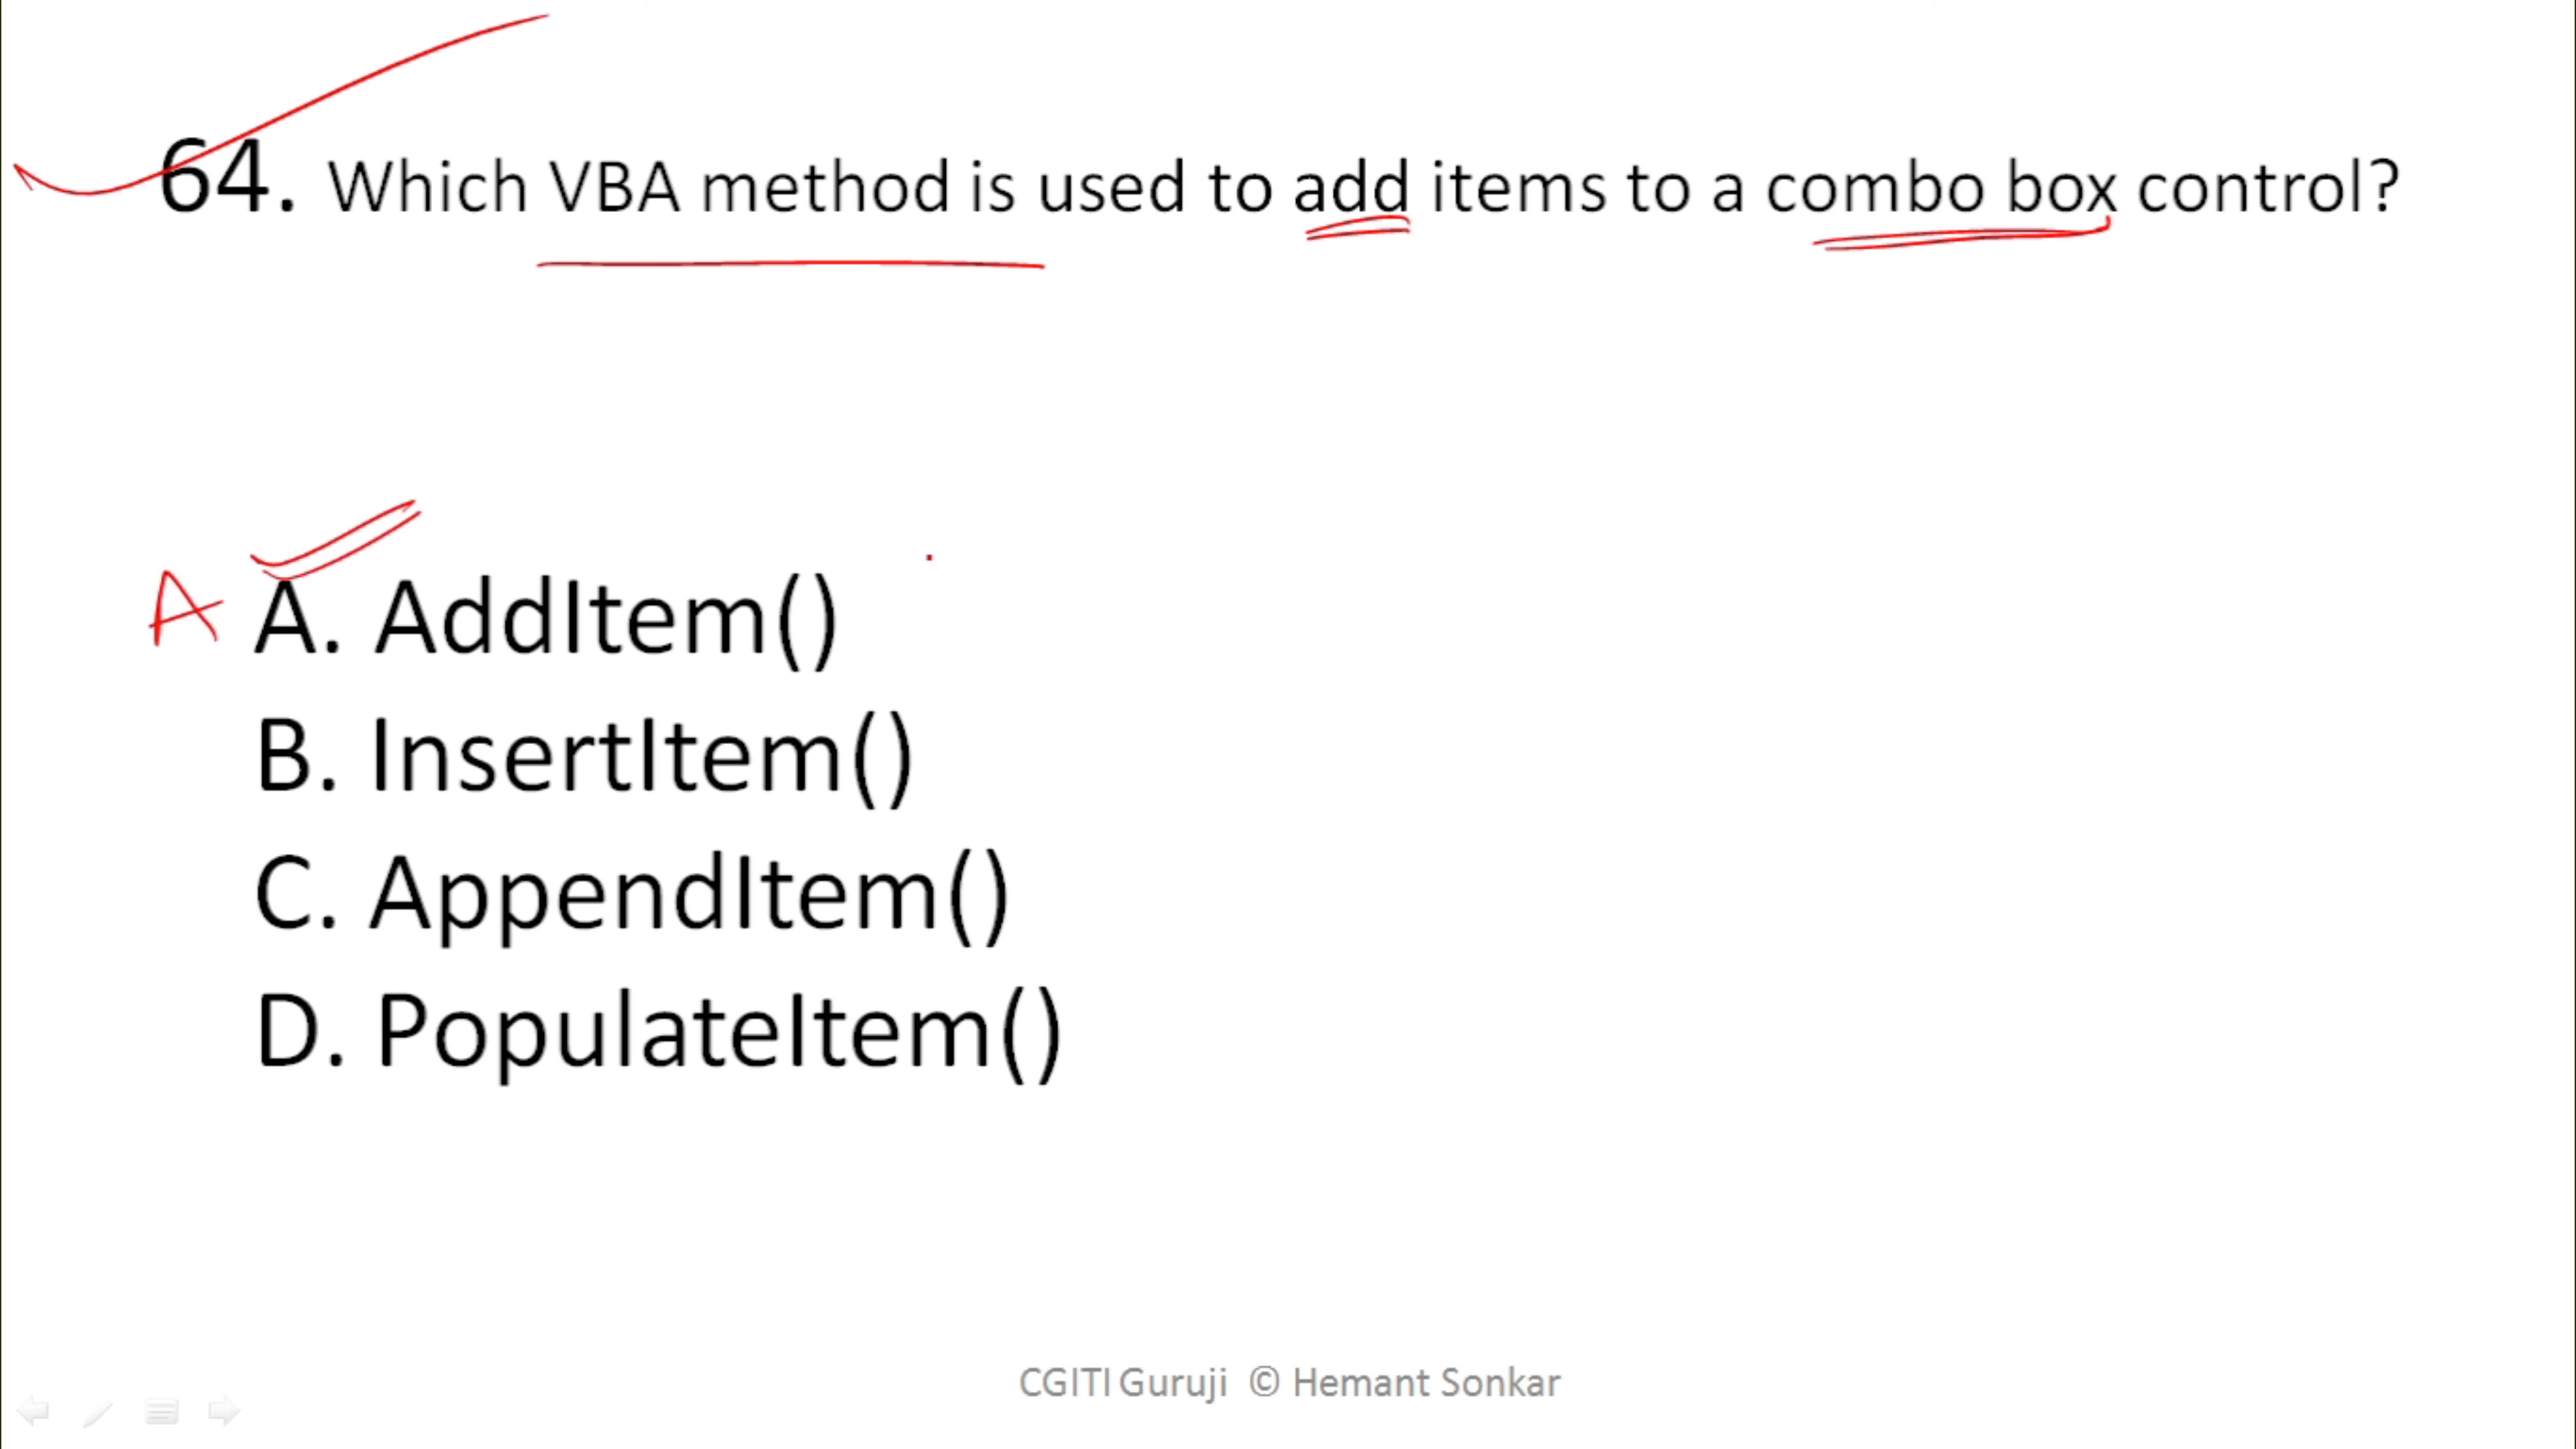 64. Which VBA method is used to add items to a combo box control?
A A. AddItem()
B. InsertItem()
C. AppendItem()
D. PopulateItem()
CGITI Guruji © Hemant Sonkar